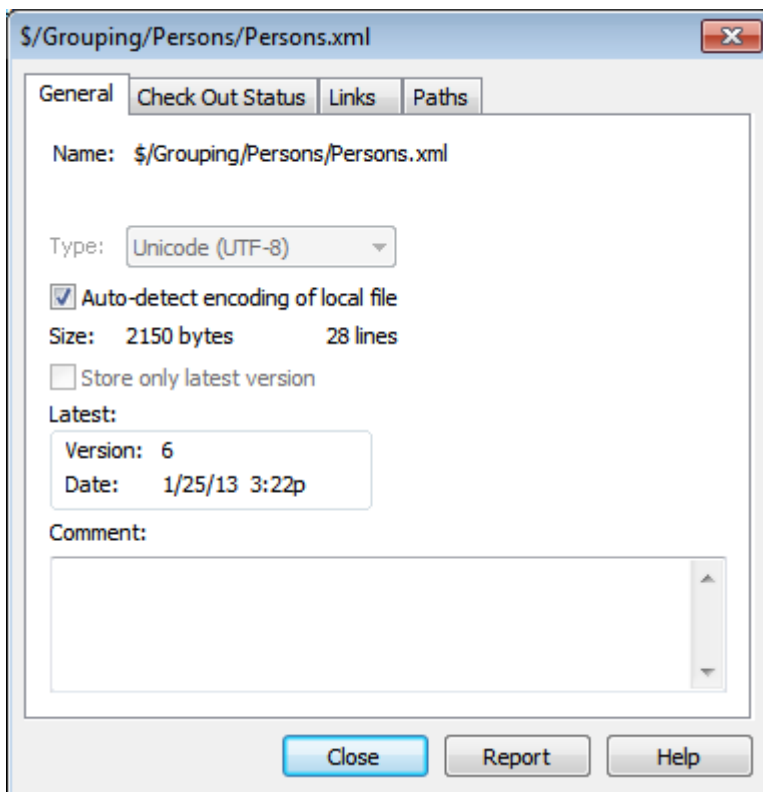 $/Grouping/Persons/Persons.xml
General Check Out Status Links Paths
Name: $/Grouping/Persons/Persons.xml
Type: Unicode (UTF-8)
Auto-detect encoding of local file
Size: 2150 bytes 28 lines
Store only latest version
Latest:
Version: 6
Date: 1/25/13 3:22p
Comment:
Close Report Help